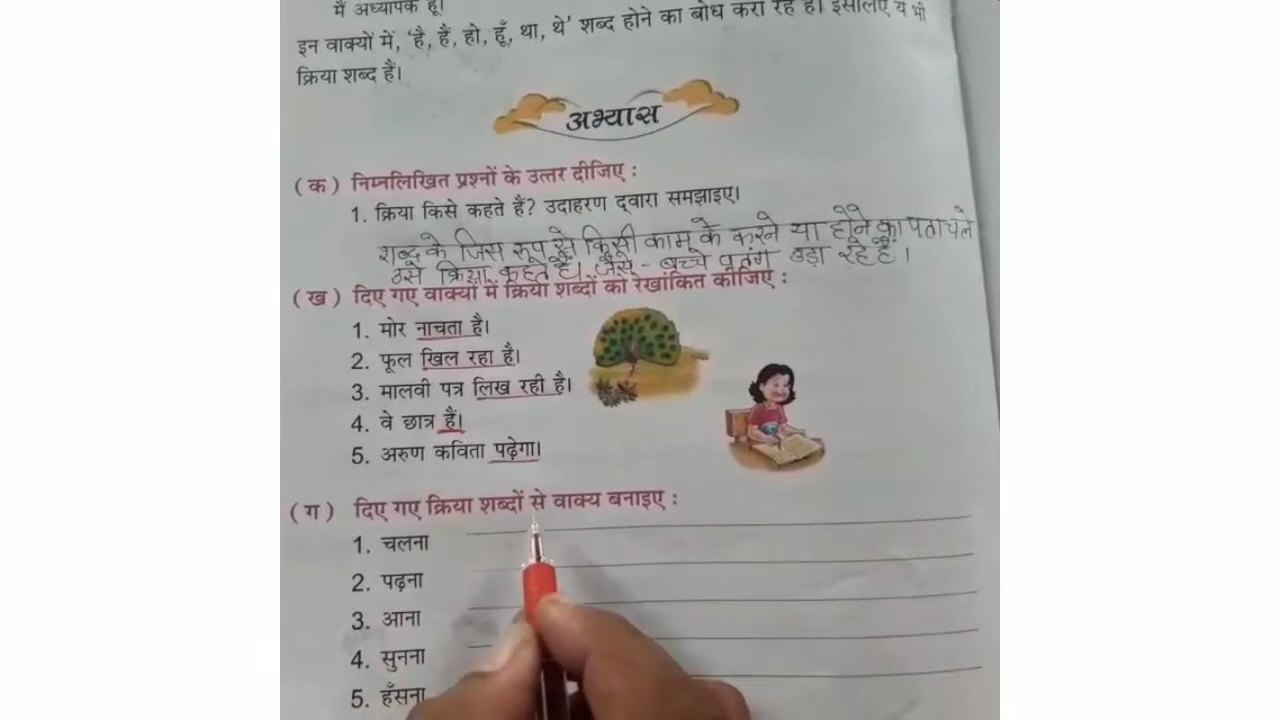 मैं अध्यापक हूँ।
इन वाक्यों में, ‘है, हैं, हो, हूँ, था, थे’ शब्द होने का बोध करा रहे हैं। इसलिए ये भी
क्रिया शब्द हैं।
अभ्यास
(क) निम्नलिखित प्रश्नों के उत्तर दीजिए :
1. क्रिया किसे कहते हैं? उदाहरण द्वारा समझाइए।
शब्द के जिस रूप से किसी काम के करने या होने का पता चले
उसे क्रिया कहते हैं। जैसे - बच्चे पतंग उड़ा रहे हैं।
(ख) दिए गए वाक्यों में क्रिया शब्दों को रेखांकित कीजिए :
1. मोर नाचता है।
2. फूल खिल रहा है।
3. मालवी पत्र लिख रही है।
4. वे छात्र हैं।
5. अरुण कविता पढ़ेगा।
(ग) दिए गए क्रिया शब्दों से वाक्य बनाइए :
1. चलना
2. पढ़ना
3. आना
4. सुनना
5. हँसना